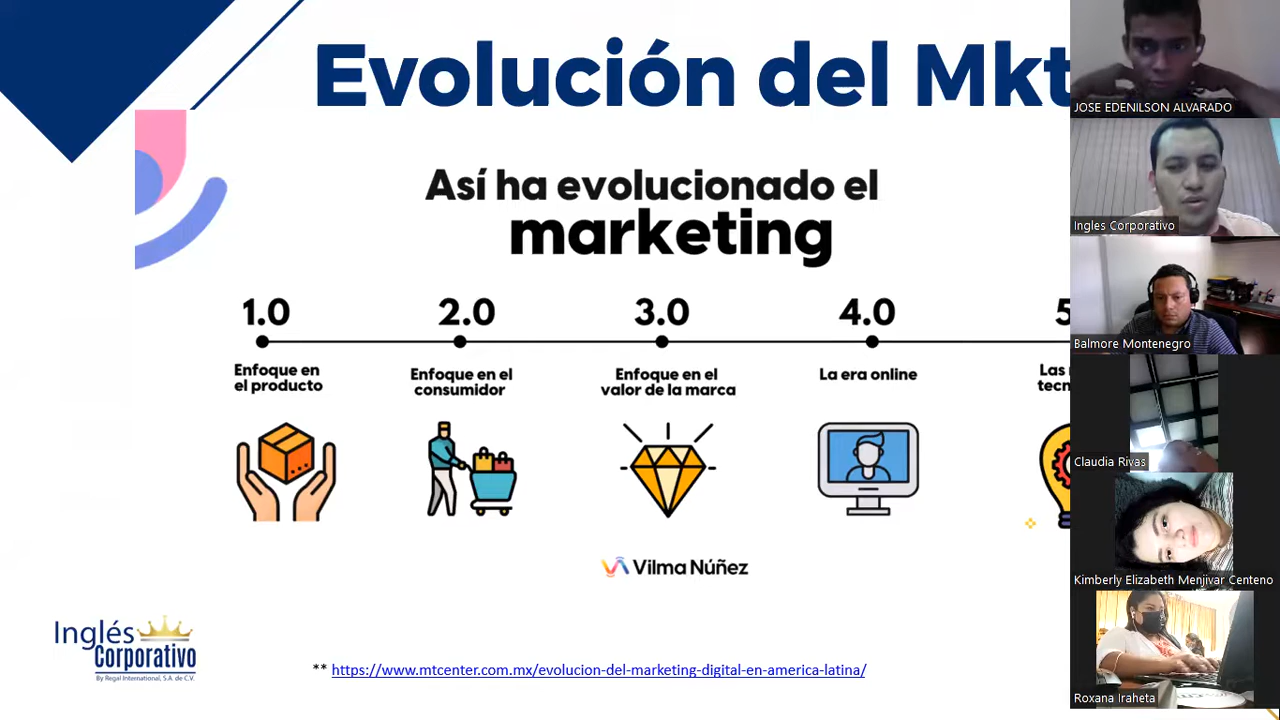 Evolución del Mkt
Así ha evolucionado el
marketing
1.0
2.0
3.0
4.0
5
Enfoque en
el producto
Enfoque en el
consumidor
Enfoque en el
valor de la marca
La era online
Las
Vilma Núñez
Inglés
Corporativo
By Regal International, S.A. de C.V.
** https://www.mtcenter.com.mx/evolucion-del-marketing-digital-en-america-latina/
JOSE EDENILSON ALVARADO
Ingles Corporativo
Balmore Montenegro
Claudia Rivas
Kimberly Elizabeth Menjivar Centeno
Roxana Iraheta